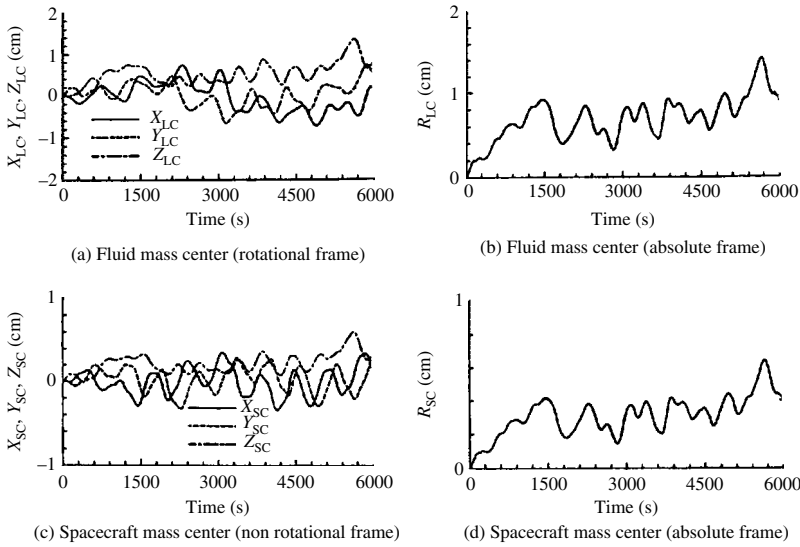 X_LC, Y_LC, Z_LC (cm)
2
1
0
−1
−2
X_LC
Y_LC
Z_LC
0 1500 3000 4500 6000
Time (s)
(a) Fluid mass center (rotational frame)
R_LC (cm)
2
1
0
0 1500 3000 4500 6000
Time (s)
(b) Fluid mass center (absolute frame)
X_SC, Y_SC, Z_SC (cm)
1
0
−1
X_SC
Y_SC
Z_SC
0 1500 3000 4500 6000
Time (s)
(c) Spacecraft mass center (non rotational frame)
R_SC (cm)
1
0
0 1500 3000 4500 6000
Time (s)
(d) Spacecraft mass center (absolute frame)